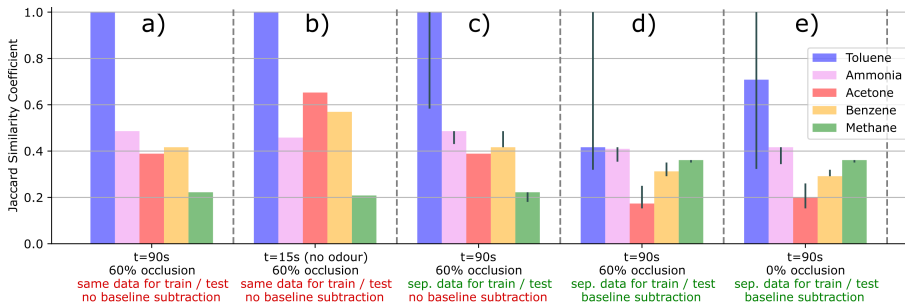 Jaccard Similarity Coefficient
1.0
0.8
0.6
0.4
0.2
0.0
a)
b)
c)
d)
e)
Toluene
Ammonia
Acetone
Benzene
Methane
t=90s
60% occlusion
same data for train / test
no baseline subtraction
t=15s (no odour)
60% occlusion
same data for train / test
no baseline subtraction
t=90s
60% occlusion
sep. data for train / test
no baseline subtraction
t=90s
60% occlusion
sep. data for train / test
baseline subtraction
t=90s
0% occlusion
sep. data for train / test
baseline subtraction